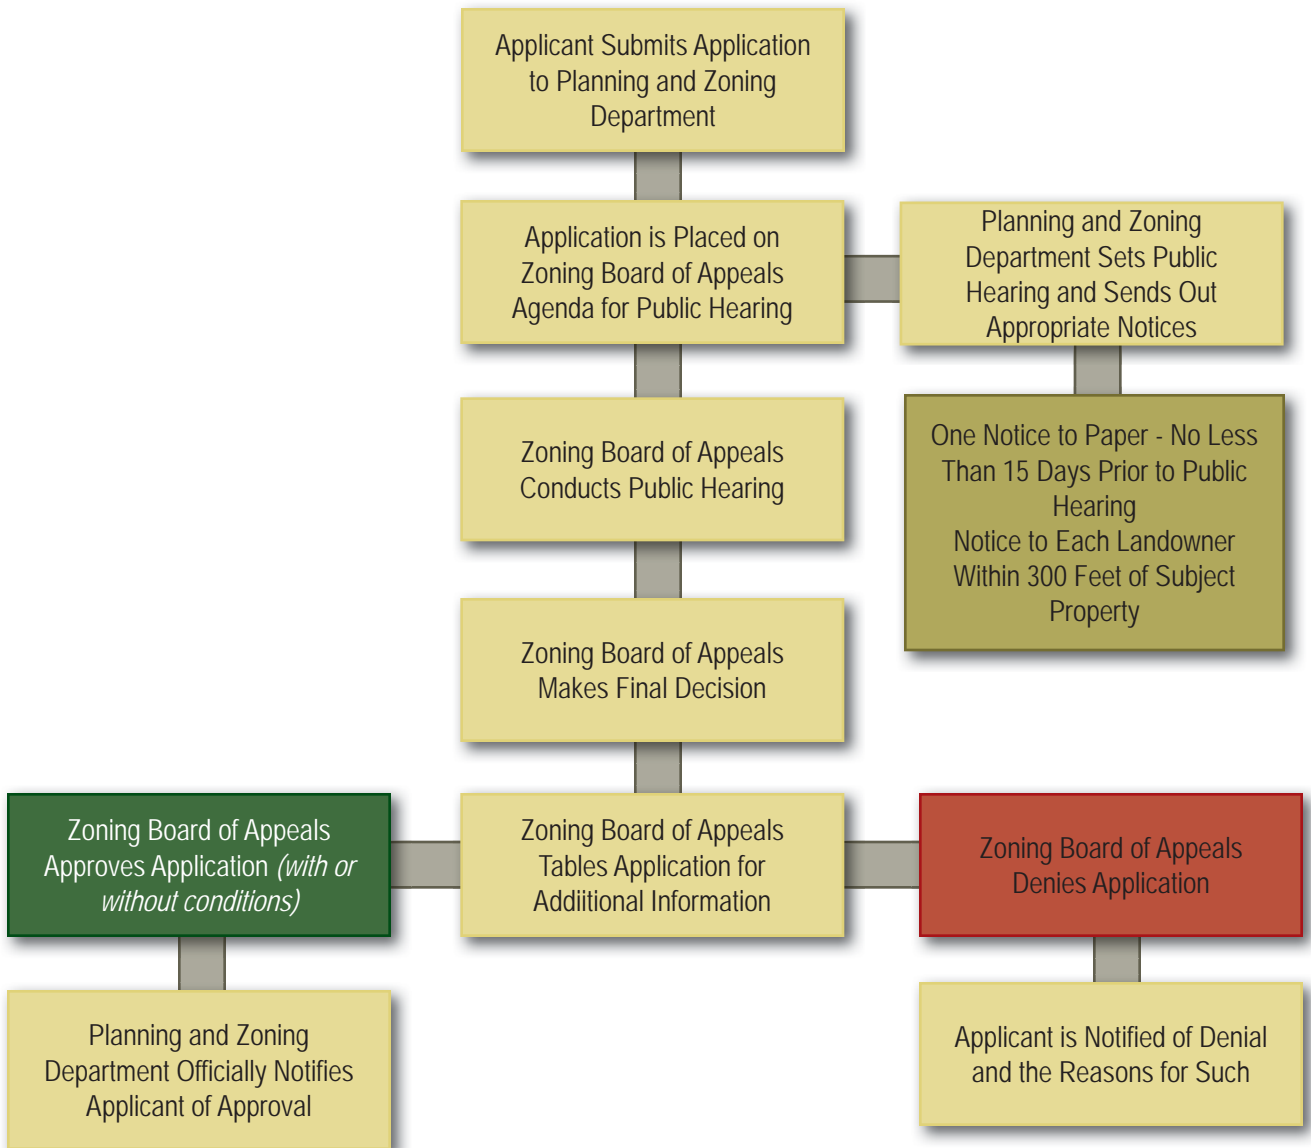 Applicant Submits Application
to Planning and Zoning
Department
Application is Placed on
Zoning Board of Appeals
Agenda for Public Hearing
Planning and Zoning
Department Sets Public
Hearing and Sends Out
Appropriate Notices
One Notice to Paper - No Less
Than 15 Days Prior to Public
Hearing
Notice to Each Landowner
Within 300 Feet of Subject
Property
Zoning Board of Appeals
Conducts Public Hearing
Zoning Board of Appeals
Makes Final Decision
Zoning Board of Appeals
Approves Application (with or
without conditions)
Zoning Board of Appeals
Tables Application for
Addiitional Information
Zoning Board of Appeals
Denies Application
Planning and Zoning
Department Officially Notifies
Applicant of Approval
Applicant is Notified of Denial
and the Reasons for Such